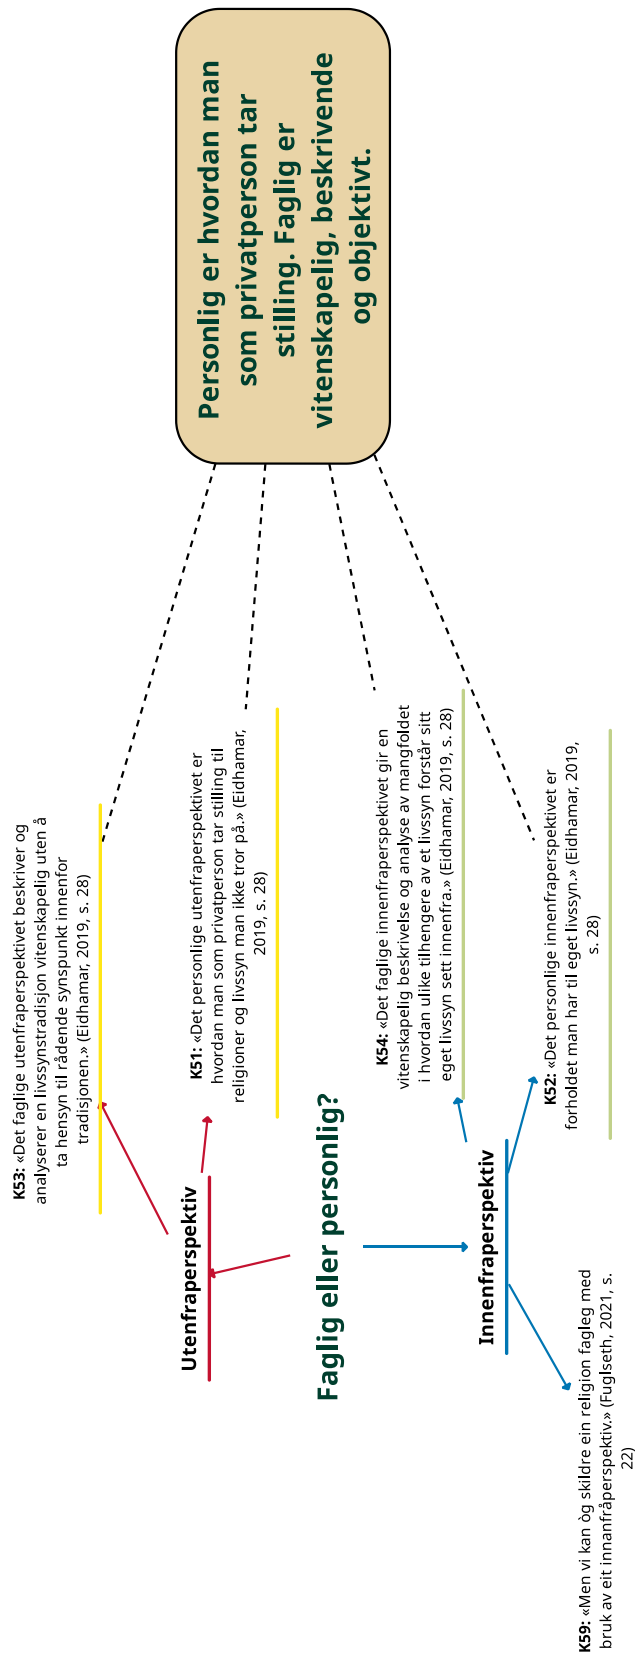 K53: «Det faglige utenfraperspektivet beskriver og
analyserer en livssynstradisjon vitenskapelig uten å
ta hensyn til rådende synspunkt innenfor
tradisjonen.» (Eidhamar, 2019, s. 28)
Utenfraperspektiv
K51: «Det personlige utenfraperspektivet er
hvordan man som privatperson tar stilling til
religioner og livssyn man ikke tror på.» (Eidhamar,
2019, s. 28)
Personlig er hvordan man
som privatperson tar
stilling. Faglig er
vitenskapelig, beskrivende
og objektivt.
Faglig eller personlig?
K54: «Det faglige innenfraperspektivet gir en
vitenskapelig beskrivelse og analyse av mangfoldet
i hvordan ulike tilhengere av et livssyn forstår sitt
eget livssyn sett innenfra.» (Eidhamar, 2019, s. 28)
Innenfraperspektiv
K52: «Det personlige innenfraperspektivet er
forholdet man har til eget livssyn.» (Eidhamar, 2019,
s. 28)
K59: «Men vi kan òg skildre ein religion fagleg med
bruk av eit innanfråperspektiv.» (Fuglseth, 2021, s.
22)